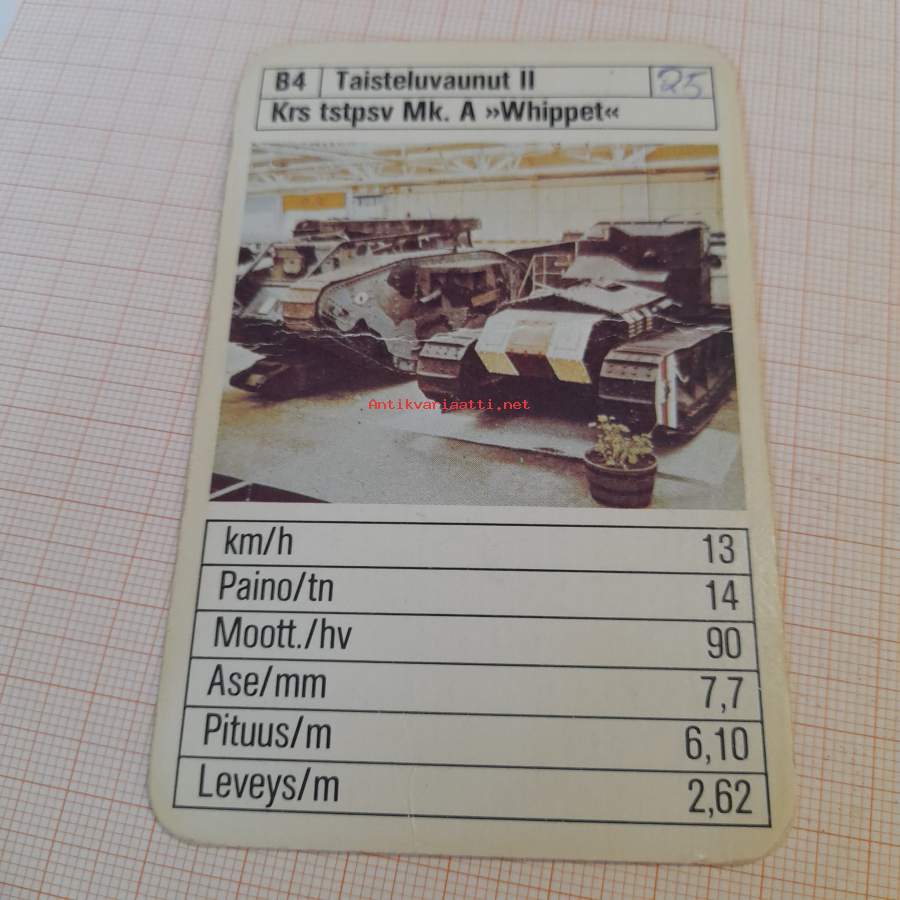 B4 Taisteluvaunut II 25
Krs tstpsv Mk. A »Whippet«
Antikvariaatti.net
km/h 13
Paino/tn 14
Moott./hv 90
Ase/mm 7,7
Pituus/m 6,10
Leveys/m 2,62